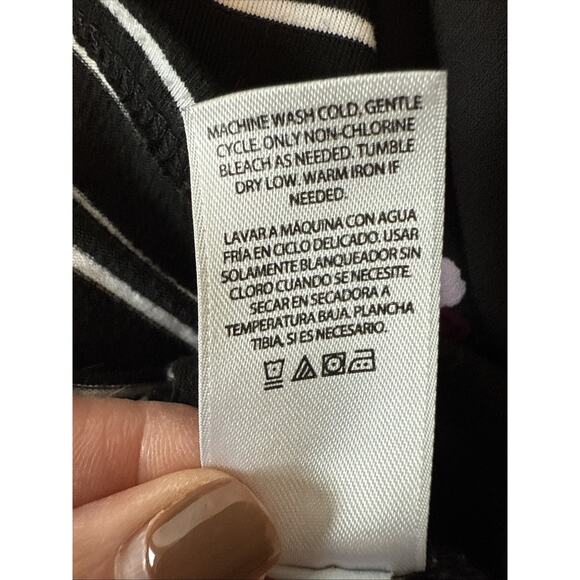 MACHINE WASH COLD, GENTLE
CYCLE. ONLY NON-CHLORINE
BLEACH AS NEEDED. TUMBLE
DRY LOW. WARM IRON IF
NEEDED.
LAVAR A MÁQUINA CON AGUA
FRÍA EN CICLO DELICADO. USAR
SOLAMENTE BLANQUEADOR SIN
CLORO CUANDO SE NECESITE.
SECAR EN SECADORA A
TEMPERATURA BAJA. PLANCHA
TIBIA, SI ES NECESARIO.